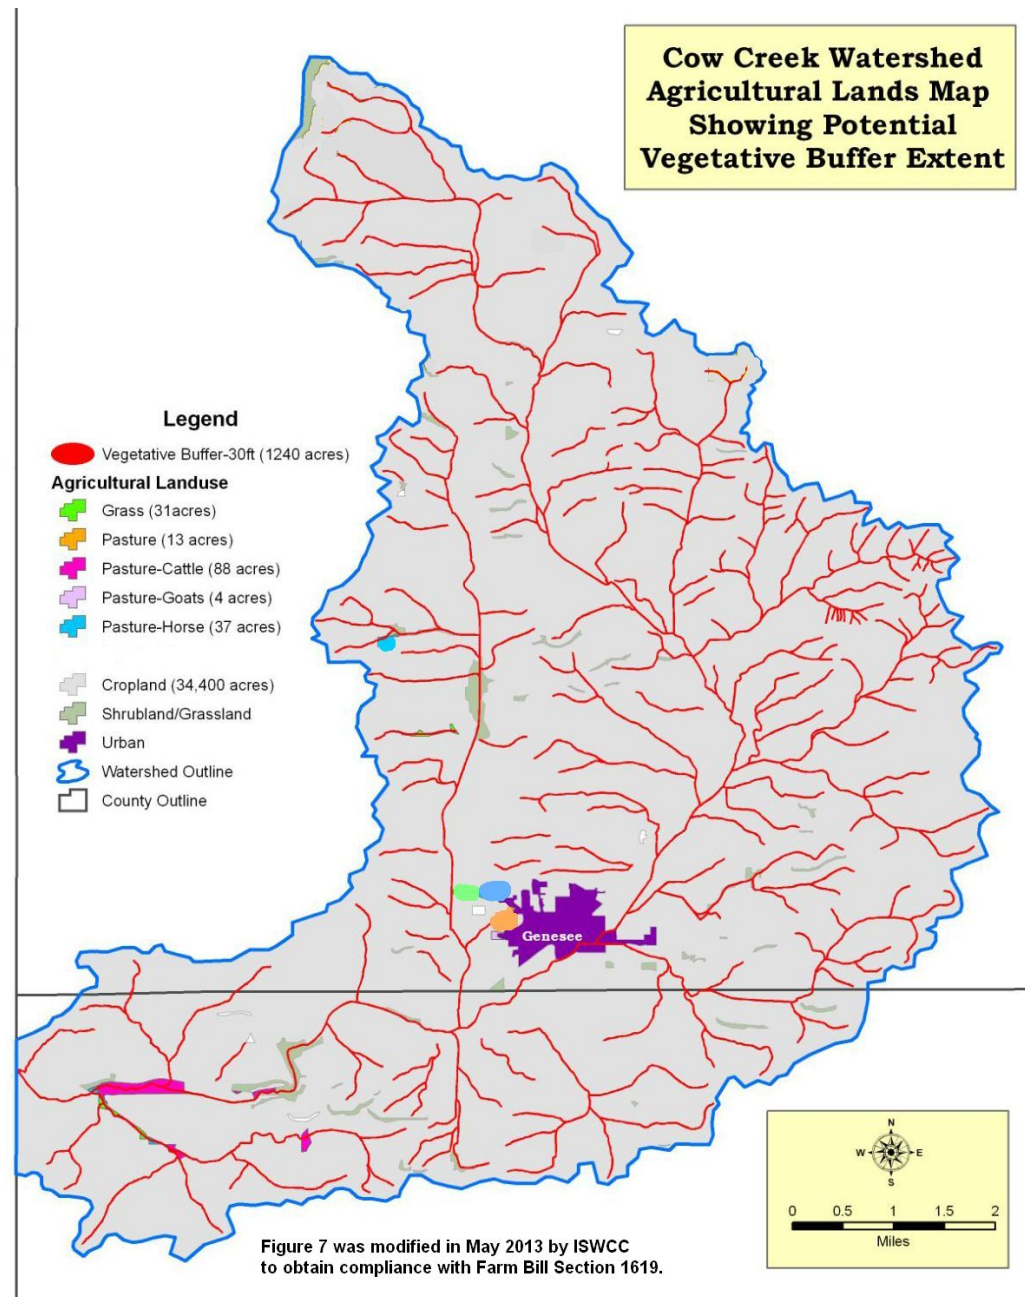 Cow Creek Watershed
Agricultural Lands Map
Showing Potential
Vegetative Buffer Extent
Legend
Vegetative Buffer-30ft (1240 acres)
Agricultural Landuse
Grass (31acres)
Pasture (13 acres)
Pasture-Cattle (88 acres)
Pasture-Goats (4 acres)
Pasture-Horse (37 acres)
Cropland (34,400 acres)
Shrubland/Grassland
Urban
Watershed Outline
County Outline
Genesee
N
W E
S
0 0.5 1 1.5 2
Miles
Figure 7 was modified in May 2013 by ISWCC
to obtain compliance with Farm Bill Section 1619.